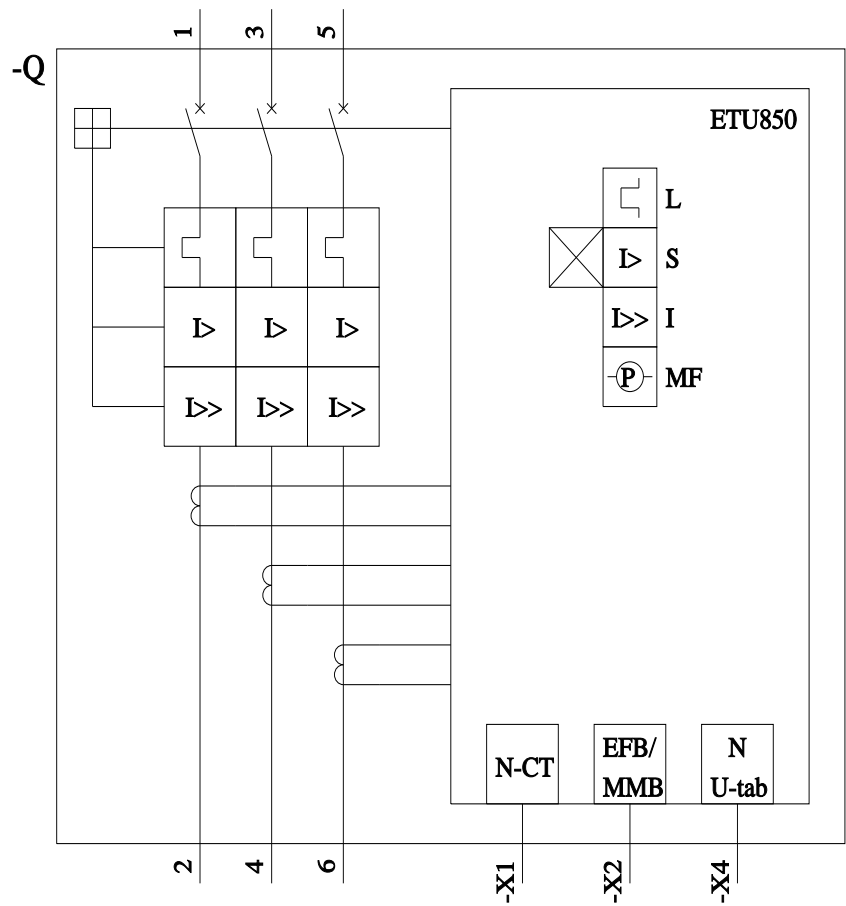 1
3
5
-Q
ETU850
L
I>
S
I>>
I
P
MF
I>
I>
I>
I>>
I>>
I>>
N-CT
EFB/
MMB
N
U-tab
2
4
6
-X1
-X2
-X4